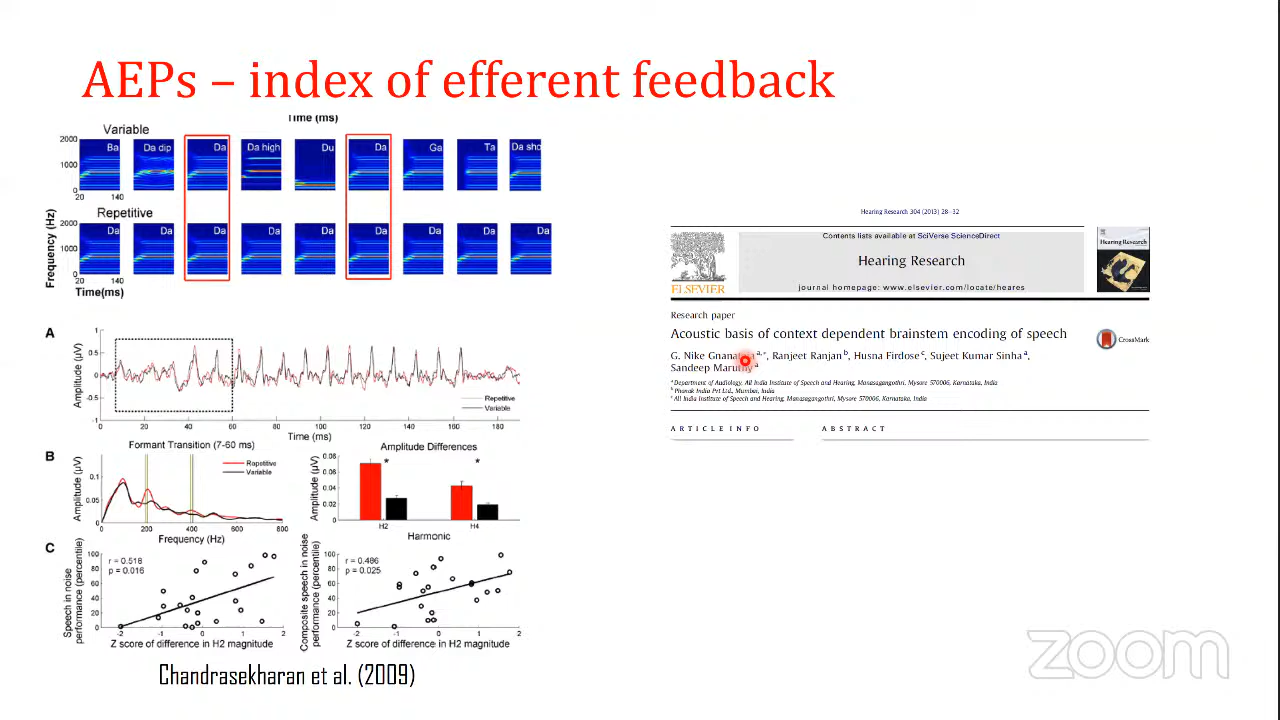 AEPs – index of efferent feedback
Time (ms)
Variable
2000
1000
0
20
140
Ba
Da dip
Da
Da high
Du
Da
Ga
Ta
Da sho
Repetitive
2000
1000
0
20
140
Da
Da
Da
Da
Da
Da
Da
Da
Da
Frequency (Hz)
Time(ms)
A
Amplitude (µV)
1
0.5
0
-0.5
-1
0
20
40
60
80
100
120
140
160
180
Time (ms)
Repetitive
Variable
B
Formant Transition (7-60 ms)
Amplitude (µV)
0.1
0.05
0
0
200
400
600
800
Frequency (Hz)
Repetitive
Variable
Amplitude Differences
Amplitude (µV)
0.08
0.06
0.04
0.02
0
*
*
H2
H4
Harmonic
C
Speech in noise
performance (percentile)
100
80
60
40
20
0
r = 0.518
p = 0.016
-2
-1
0
1
2
Z score of difference in H2 magnitude
Composite speech in noise
performance (percentile)
100
80
60
40
20
0
r = 0.486
p = 0.025
-2
-1
0
1
2
Z score of difference in H2 magnitude
Chandrasekharan et al. (2009)
Hearing Research 304 (2013) 28–32
Contents lists available at SciVerse ScienceDirect
Hearing Research
journal homepage: www.elsevier.com/locate/heares
ELSEVIER
Hearing Research
Research paper
Acoustic basis of context dependent brainstem encoding of speech
CrossMark
G. Nike a,*, Ranjeet Ranjan b, Husna Firdose c, Sujeet Kumar Sinha a,
Sandeep Maruthy a
a Department of Audiology, All India Institute of Speech and Hearing, Manasagangothri, Mysore 570006, Karnataka, India
b Phonak India Pvt Ltd., Mumbai, India
c All India Institute of Speech and Hearing, Manasagangothri, Mysore 570006, Karnataka, India
ARTICLE INFO
ABSTRACT
zoom